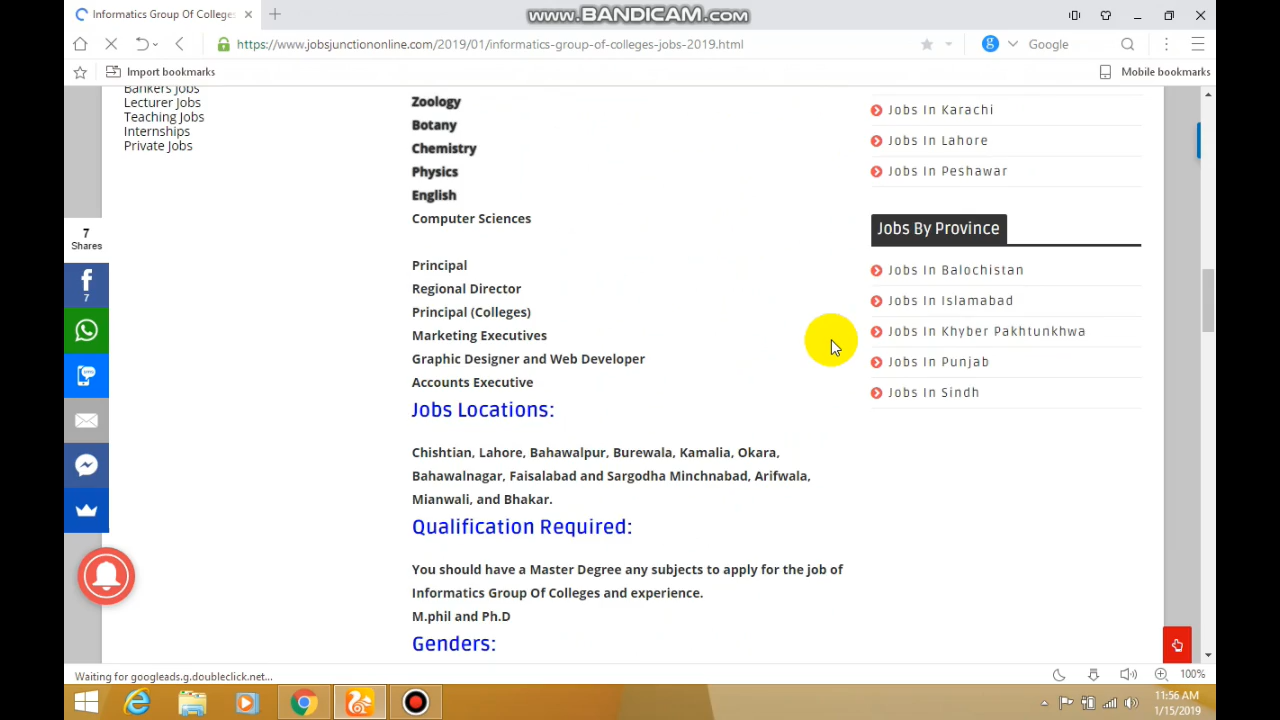 Informatics Group Of Colleges
www.BANDICAM.com
https://www.jobsjunctiononline.com/2019/01/informatics-group-of-colleges-jobs-2019.html
Google
Import bookmarks
Mobile bookmarks
Bankers Jobs
Lecturer Jobs
Teaching Jobs
Internships
Private Jobs
7
Shares
7
Zoology
Botany
Chemistry
Physics
English
Computer Sciences
Principal
Regional Director
Principal (Colleges)
Marketing Executives
Graphic Designer and Web Developer
Accounts Executive
Jobs Locations:
Chishtian, Lahore, Bahawalpur, Burewala, Kamalia, Okara,
Bahawalnagar, Faisalabad and Sargodha Minchnabad, Arifwala,
Mianwali, and Bhakar.
Qualification Required:
You should have a Master Degree any subjects to apply for the job of
Informatics Group Of Colleges and experience.
M.phil and Ph.D
Genders:
Jobs In Karachi
Jobs In Lahore
Jobs In Peshawar
Jobs By Province
Jobs In Balochistan
Jobs In Islamabad
Jobs In Khyber Pakhtunkhwa
Jobs In Punjab
Jobs In Sindh
Waiting for googleads.g.doubleclick.net...
100%
11:56 AM
1/15/2019